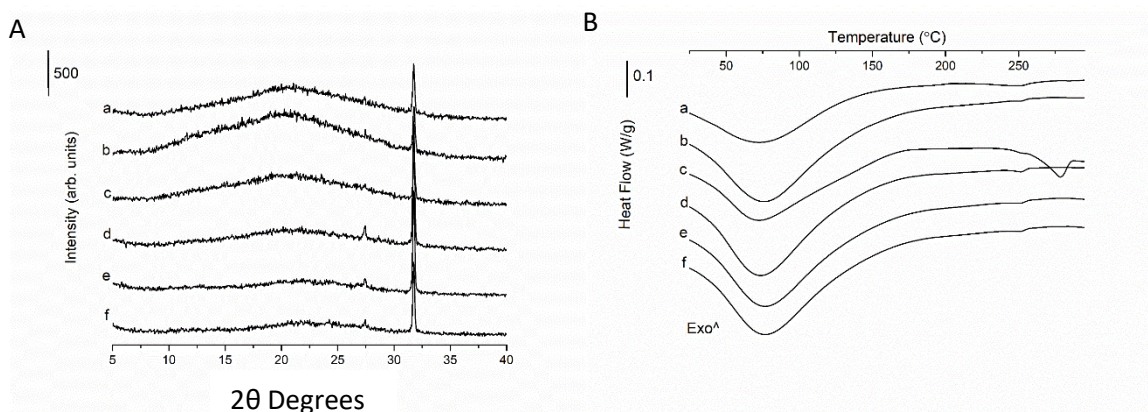 A
500
a
b
c
d
e
f
Intensity (arb. units)
5 10 15 20 25 30 35 40
2θ Degrees
B
Temperature (°C)
50 100 150 200 250
0.1
a
b
c
d
e
f
Heat Flow (W/g)
Exo^